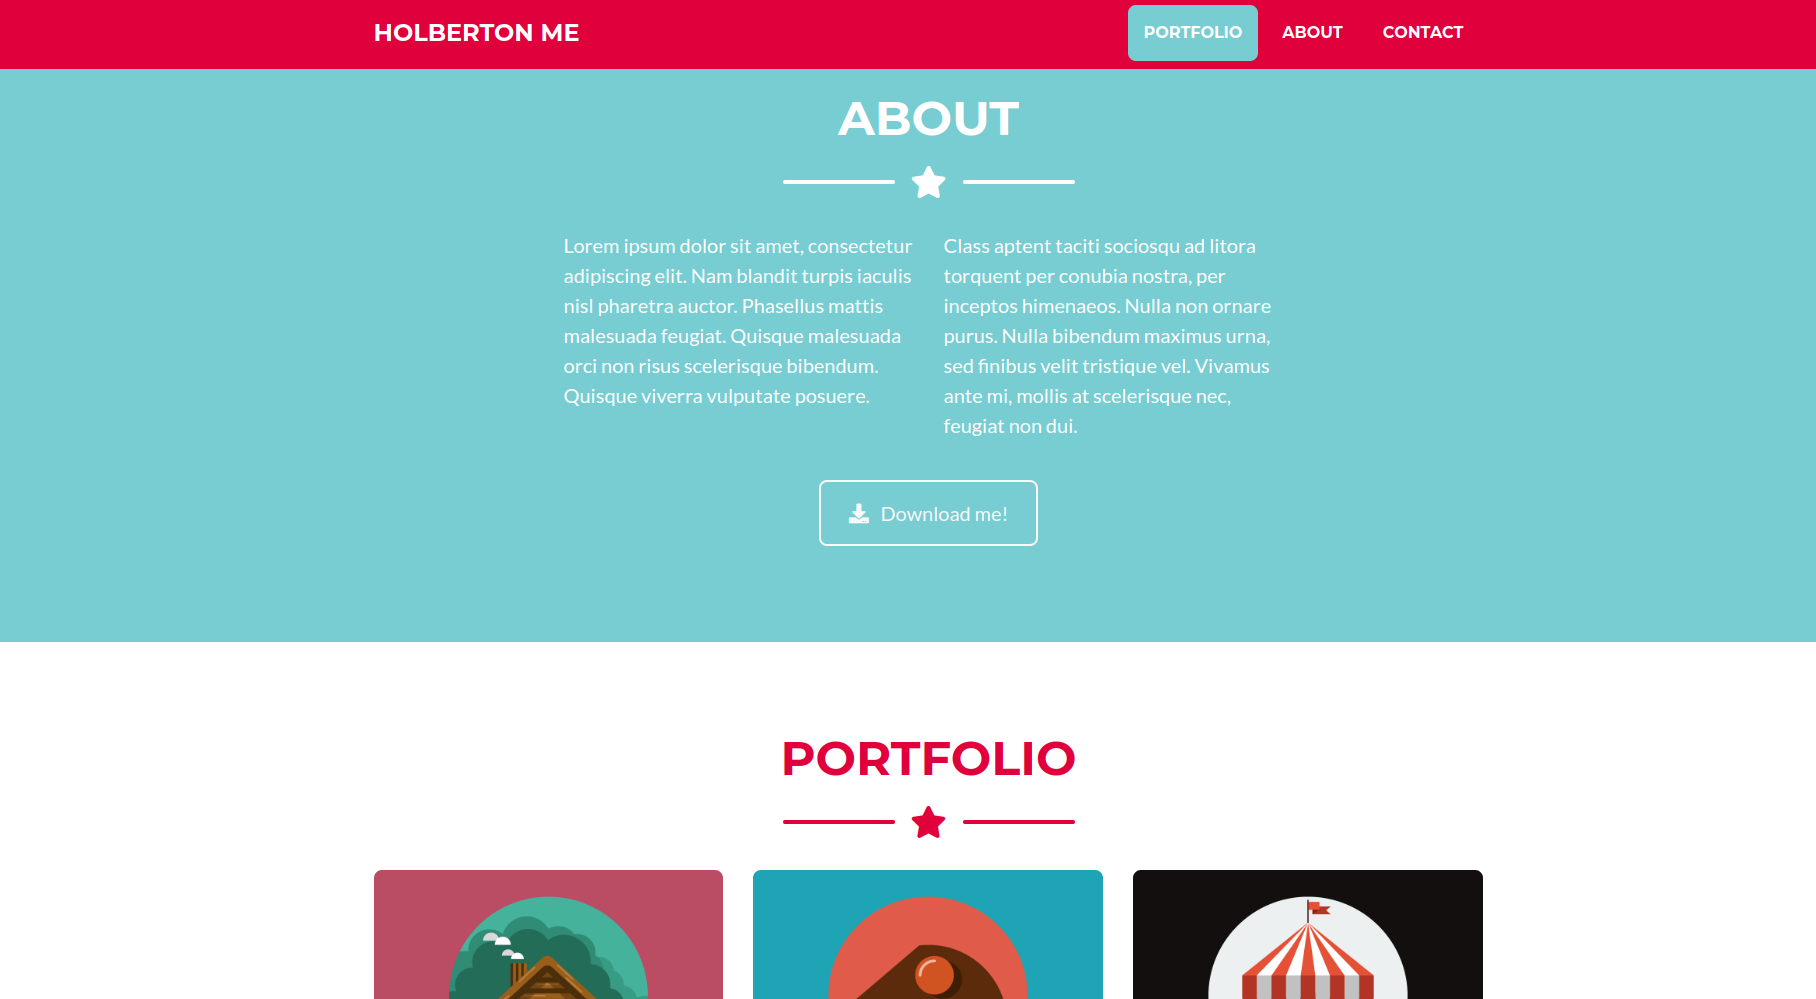 HOLBERTON ME
PORTFOLIO ABOUT CONTACT
ABOUT
Lorem ipsum dolor sit amet, consectetur
adipiscing elit. Nam blandit turpis iaculis
nisl pharetra auctor. Phasellus mattis
malesuada feugiat. Quisque malesuada
orci non risus scelerisque bibendum.
Quisque viverra vulputate posuere.
Class aptent taciti sociosqu ad litora
torquent per conubia nostra, per
inceptos himenaeos. Nulla non ornare
purus. Nulla bibendum maximus urna,
sed finibus velit tristique vel. Vivamus
ante mi, mollis at scelerisque nec,
feugiat non dui.
Download me!
PORTFOLIO